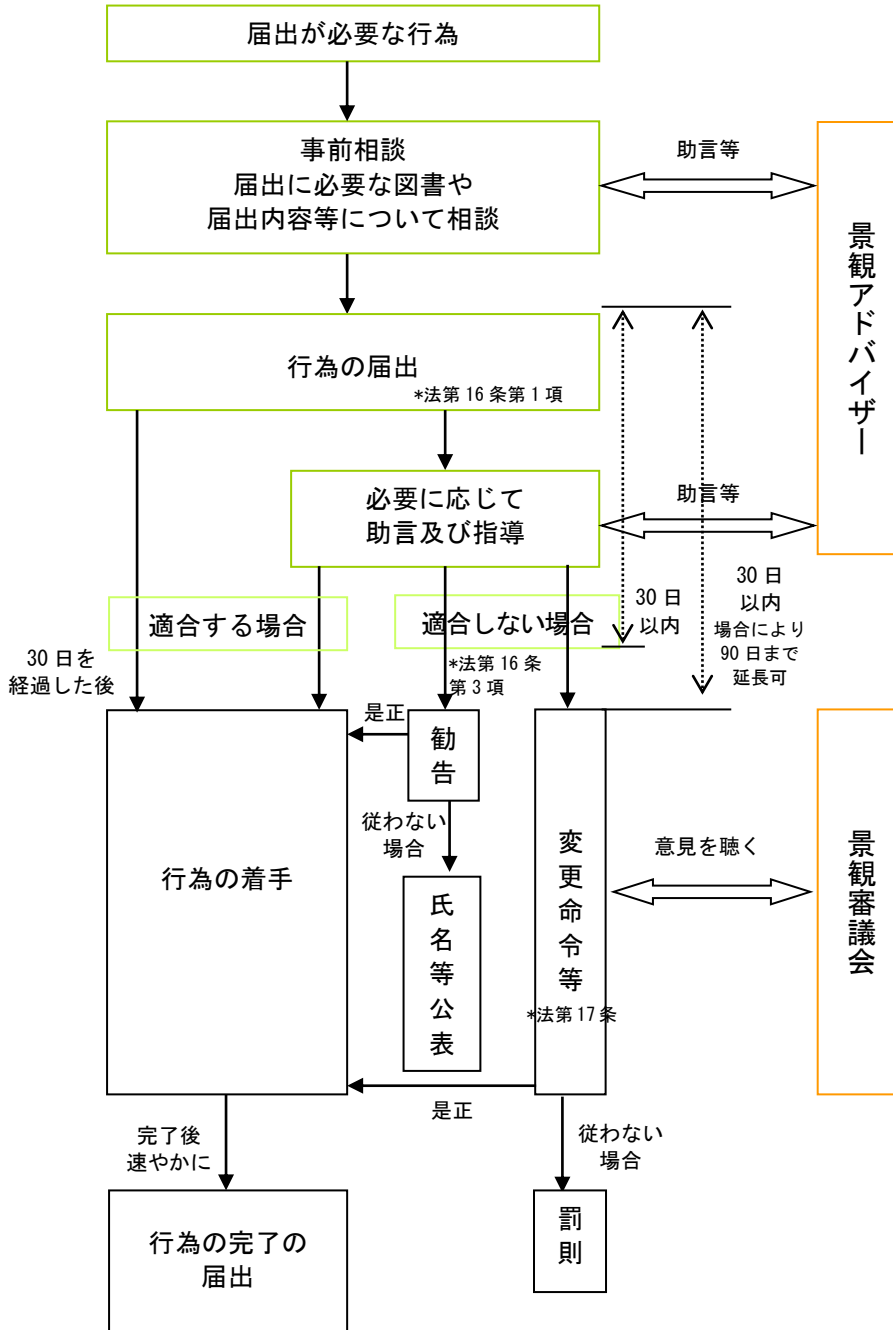 届出が必要な行為
事前相談
届出に必要な図書や
届出内容等について相談
助言等
景観アドバイザー
行為の届出
*法第16条第1項
必要に応じて
助言及び指導
助言等
適合する場合
適合しない場合
30日
以内
30日
以内
場合により
90日まで
延長可
30日を
経過した後
*法第16条
第3項
是正
勧告
従わない
場合
行為の着手
氏名等公表
変更命令等
*法第17条
意見を聴く
景観審議会
是正
完了後
速やかに
従わない
場合
行為の完了の
届出
罰則